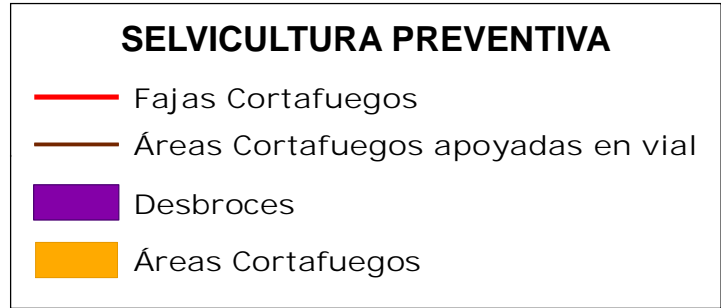 SELVICULTURA PREVENTIVA
Fajas Cortafuegos
Áreas Cortafuegos apoyadas en vial
Desbroces
Áreas Cortafuegos